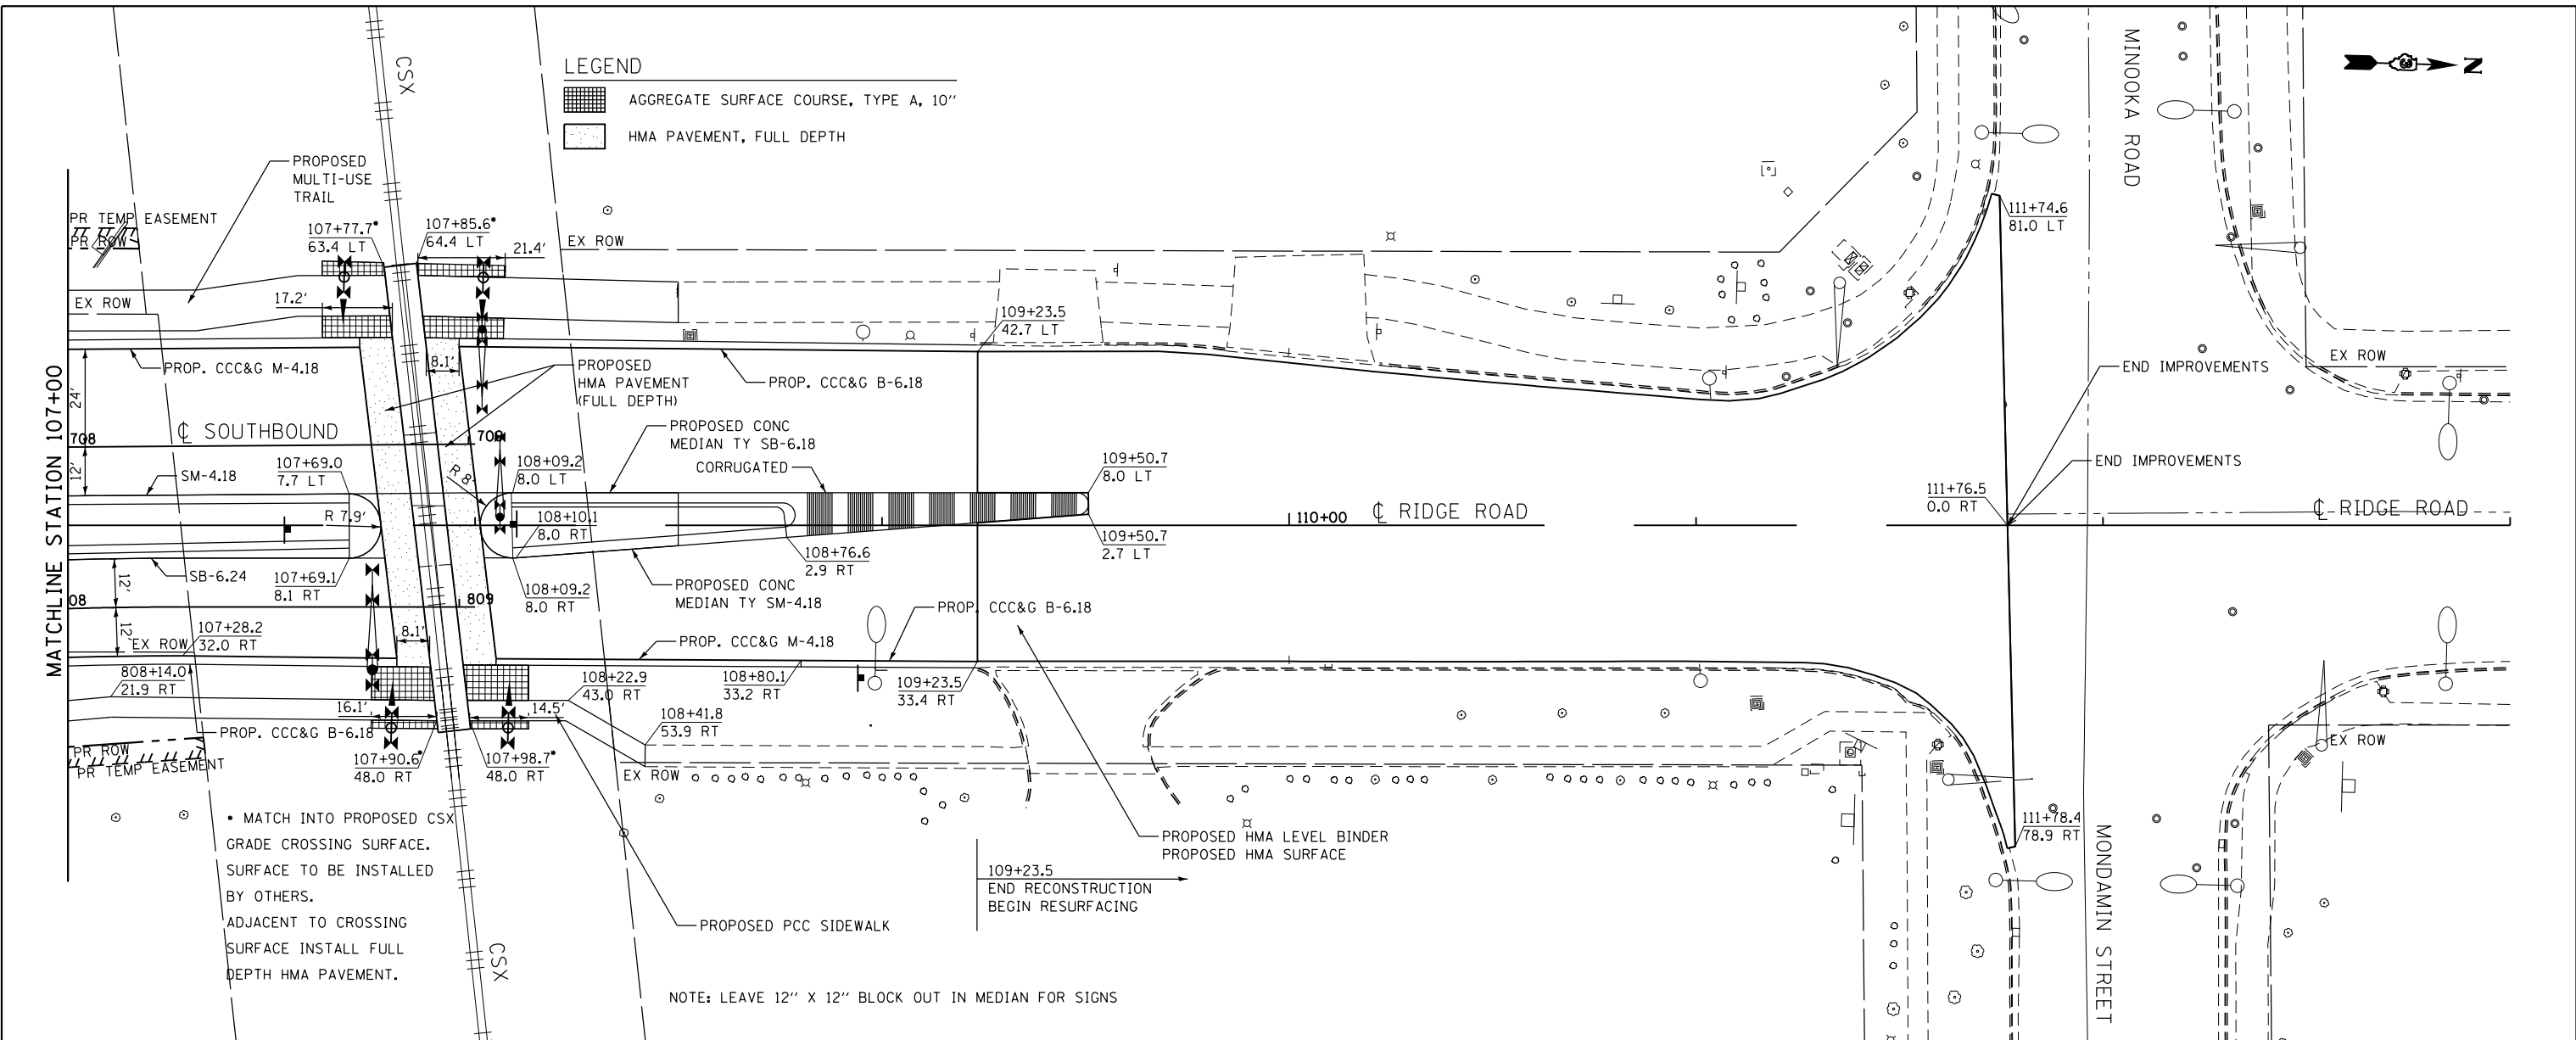 LEGEND
AGGREGATE SURFACE COURSE, TYPE A, 10"
HMA PAVEMENT, FULL DEPTH
CSX
MINOOKA ROAD
N
PROPOSED
MULTI-USE
TRAIL
PR TEMP EASEMENT
PR ROW
107+77.7*
63.4 LT
107+85.6*
64.4 LT
21.4'
EX ROW
111+74.6
81.0 LT
EX ROW
17.2'
109+23.5
42.7 LT
EX ROW
PROP. CCC&G M-4.18
8.1'
PROPOSED
HMA PAVEMENT
(FULL DEPTH)
PROP. CCC&G B-6.18
END IMPROVEMENTS
MATCHLINE STATION 107+00
24'
708
℄ SOUTHBOUND
709
PROPOSED CONC
MEDIAN TY SB-6.18
CORRUGATED
12'
SM-4.18
107+69.0
7.7 LT
R 8'
108+09.2
8.0 LT
109+50.7
8.0 LT
END IMPROVEMENTS
111+76.5
0.0 RT
R 7.9'
108+10.1
8.0 RT
110+00
℄ RIDGE ROAD
℄ RIDGE ROAD
109+50.7
2.7 LT
108+76.6
2.9 RT
SB-6.24
107+69.1
8.1 RT
12'
108+09.2
8.0 RT
PROPOSED CONC
MEDIAN TY SM-4.18
08
809
PROP. CCC&G B-6.18
12'
EX ROW
107+28.2
32.0 RT
8.1'
PROP. CCC&G M-4.18
808+14.0
21.9 RT
108+22.9
43.0 RT
108+80.1
33.2 RT
109+23.5
33.4 RT
16.1'
14.5'
108+41.8
53.9 RT
PROP. CCC&G B-6.18
PR ROW
PR TEMP EASEMENT
107+90.6*
48.0 RT
107+98.7*
48.0 RT
EX ROW
EX ROW
* MATCH INTO PROPOSED CSX
GRADE CROSSING SURFACE.
SURFACE TO BE INSTALLED
BY OTHERS.
ADJACENT TO CROSSING
SURFACE INSTALL FULL
DEPTH HMA PAVEMENT.
PROPOSED HMA LEVEL BINDER
PROPOSED HMA SURFACE
111+78.4
78.9 RT
109+23.5
END RECONSTRUCTION
BEGIN RESURFACING
PROPOSED PCC SIDEWALK
CSX
MONDAMIN STREET
NOTE: LEAVE 12" X 12" BLOCK OUT IN MEDIAN FOR SIGNS